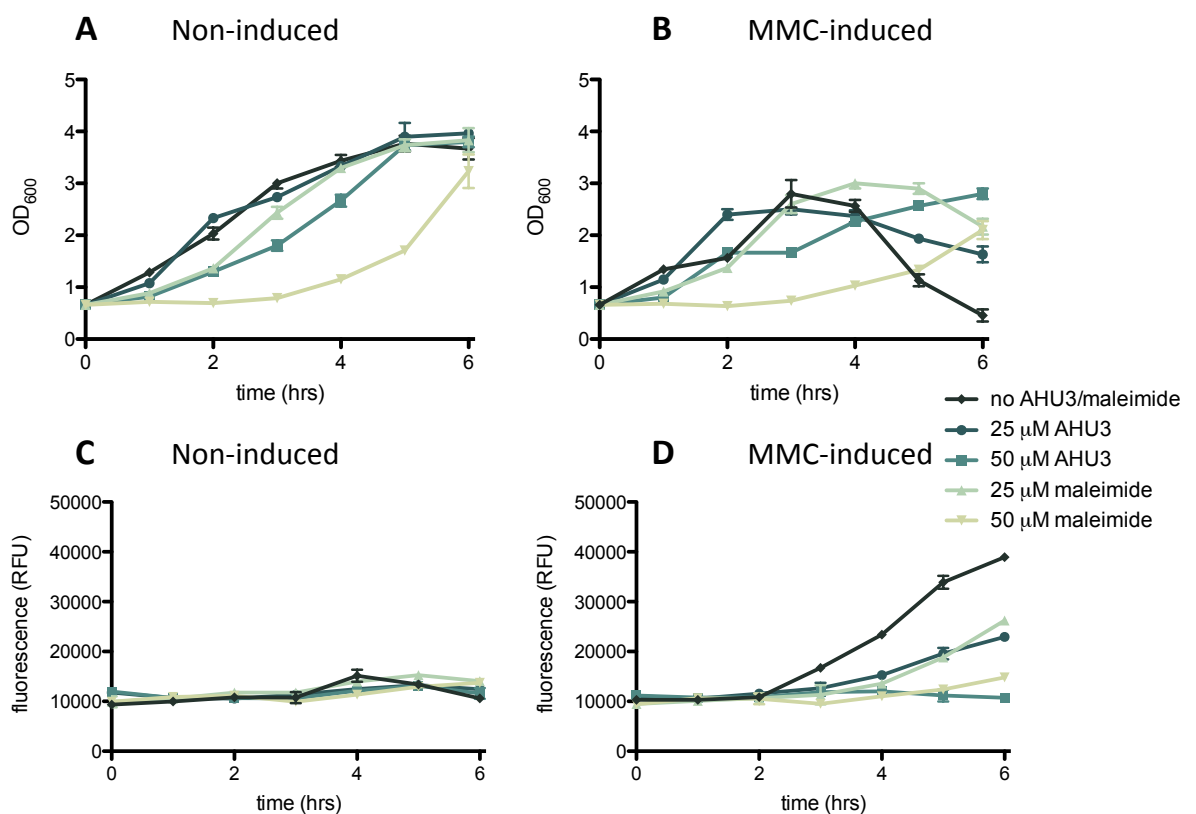 A Non-induced
B MMC-induced
5
4
3
2
1
0
OD600
0 2 4 6
time (hrs)
5
4
3
2
1
0
OD600
0 2 4 6
time (hrs)
no AHU3/maleimide
25 μM AHU3
50 μM AHU3
25 μM maleimide
50 μM maleimide
C Non-induced
D MMC-induced
50000
40000
30000
20000
10000
0
fluorescence (RFU)
0 2 4 6
time (hrs)
50000
40000
30000
20000
10000
0
fluorescence (RFU)
0 2 4 6
time (hrs)